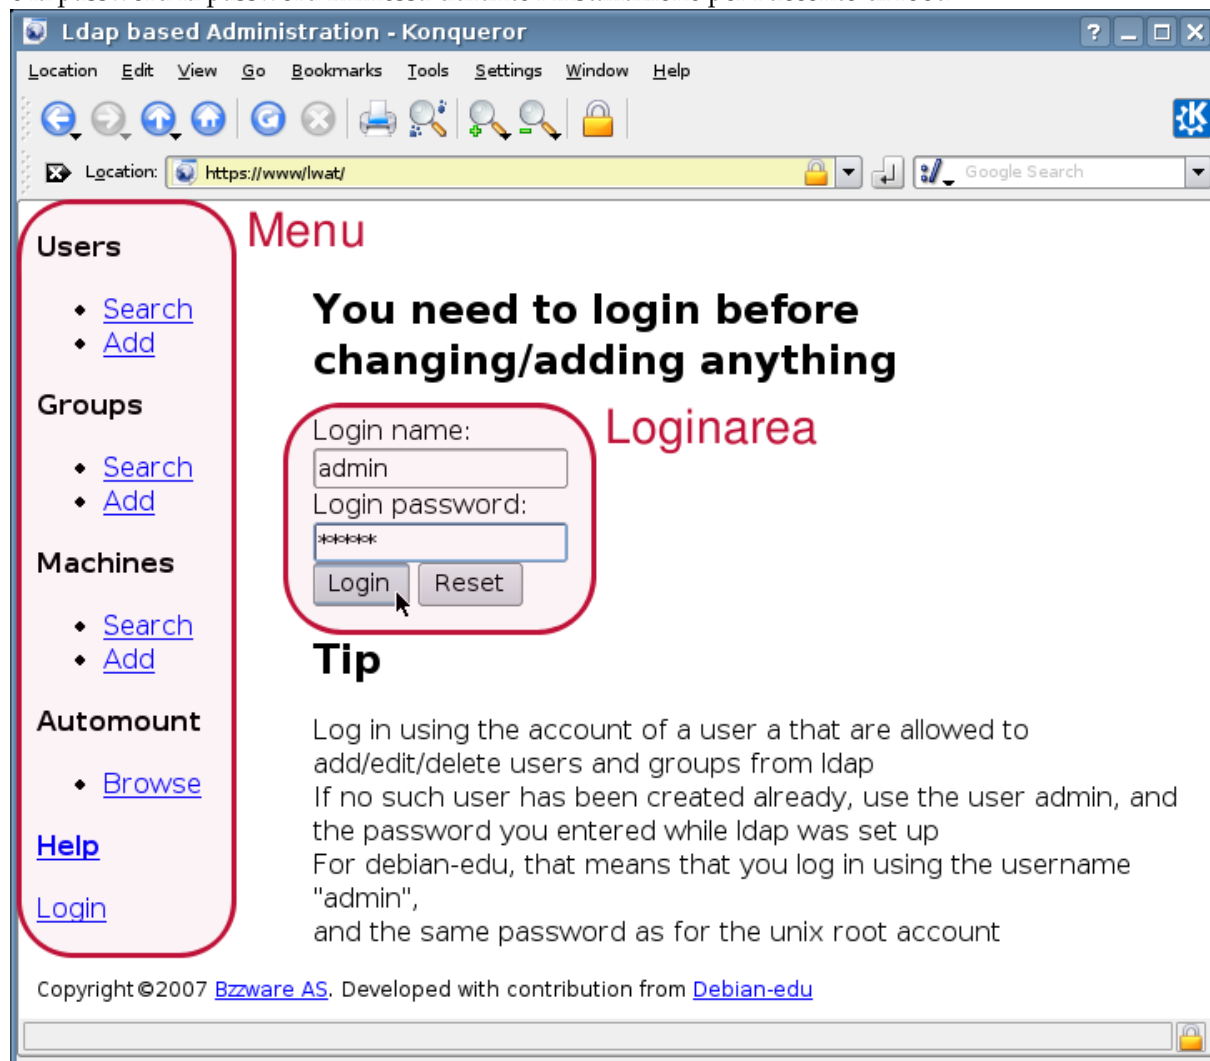 Ldap based Administration - Konqueror
Location Edit View Go Bookmarks Tools Settings Window Help
Location: https://www/lwat/ Google Search
Menu
Users
Search
Add
Groups
Search
Add
Machines
Search
Add
Automount
Browse
Help
Login
You need to login before
changing/adding anything
Loginarea
Login name:
admin
Login password:
*****
Login Reset
Tip
Log in using the account of a user a that are allowed to
add/edit/delete users and groups from ldap
If no such user has been created already, use the user admin, and
the password you entered while ldap was set up
For debian-edu, that means that you log in using the username
"admin",
and the same password as for the unix root account
Copyright©2007 Bzzware AS. Developed with contribution from Debian-edu